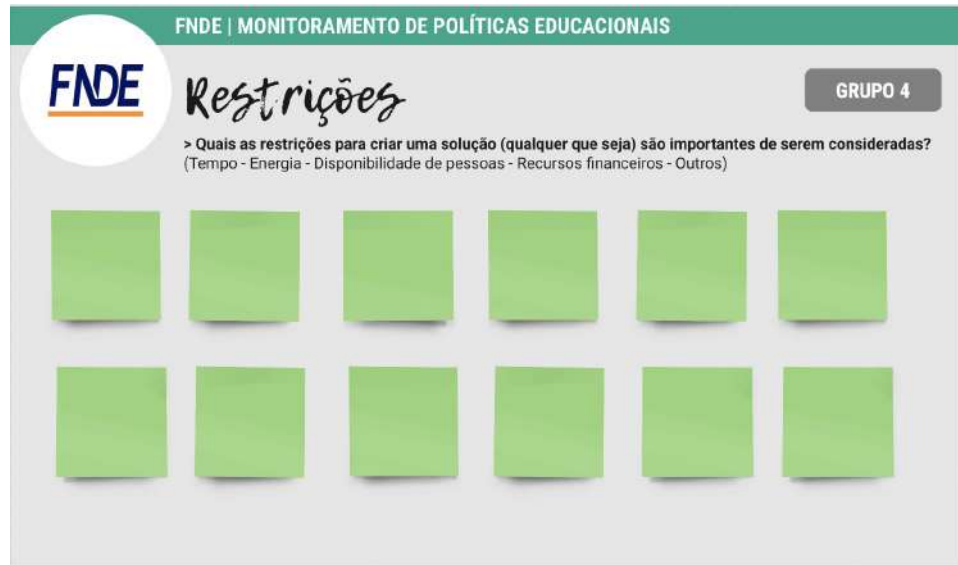 FNDE | MONITORAMENTO DE POLÍTICAS EDUCACIONAIS
FNDE
Restrições
GRUPO 4
> Quais as restrições para criar uma solução (qualquer que seja) são importantes de serem consideradas?
(Tempo - Energia - Disponibilidade de pessoas - Recursos financeiros - Outros)